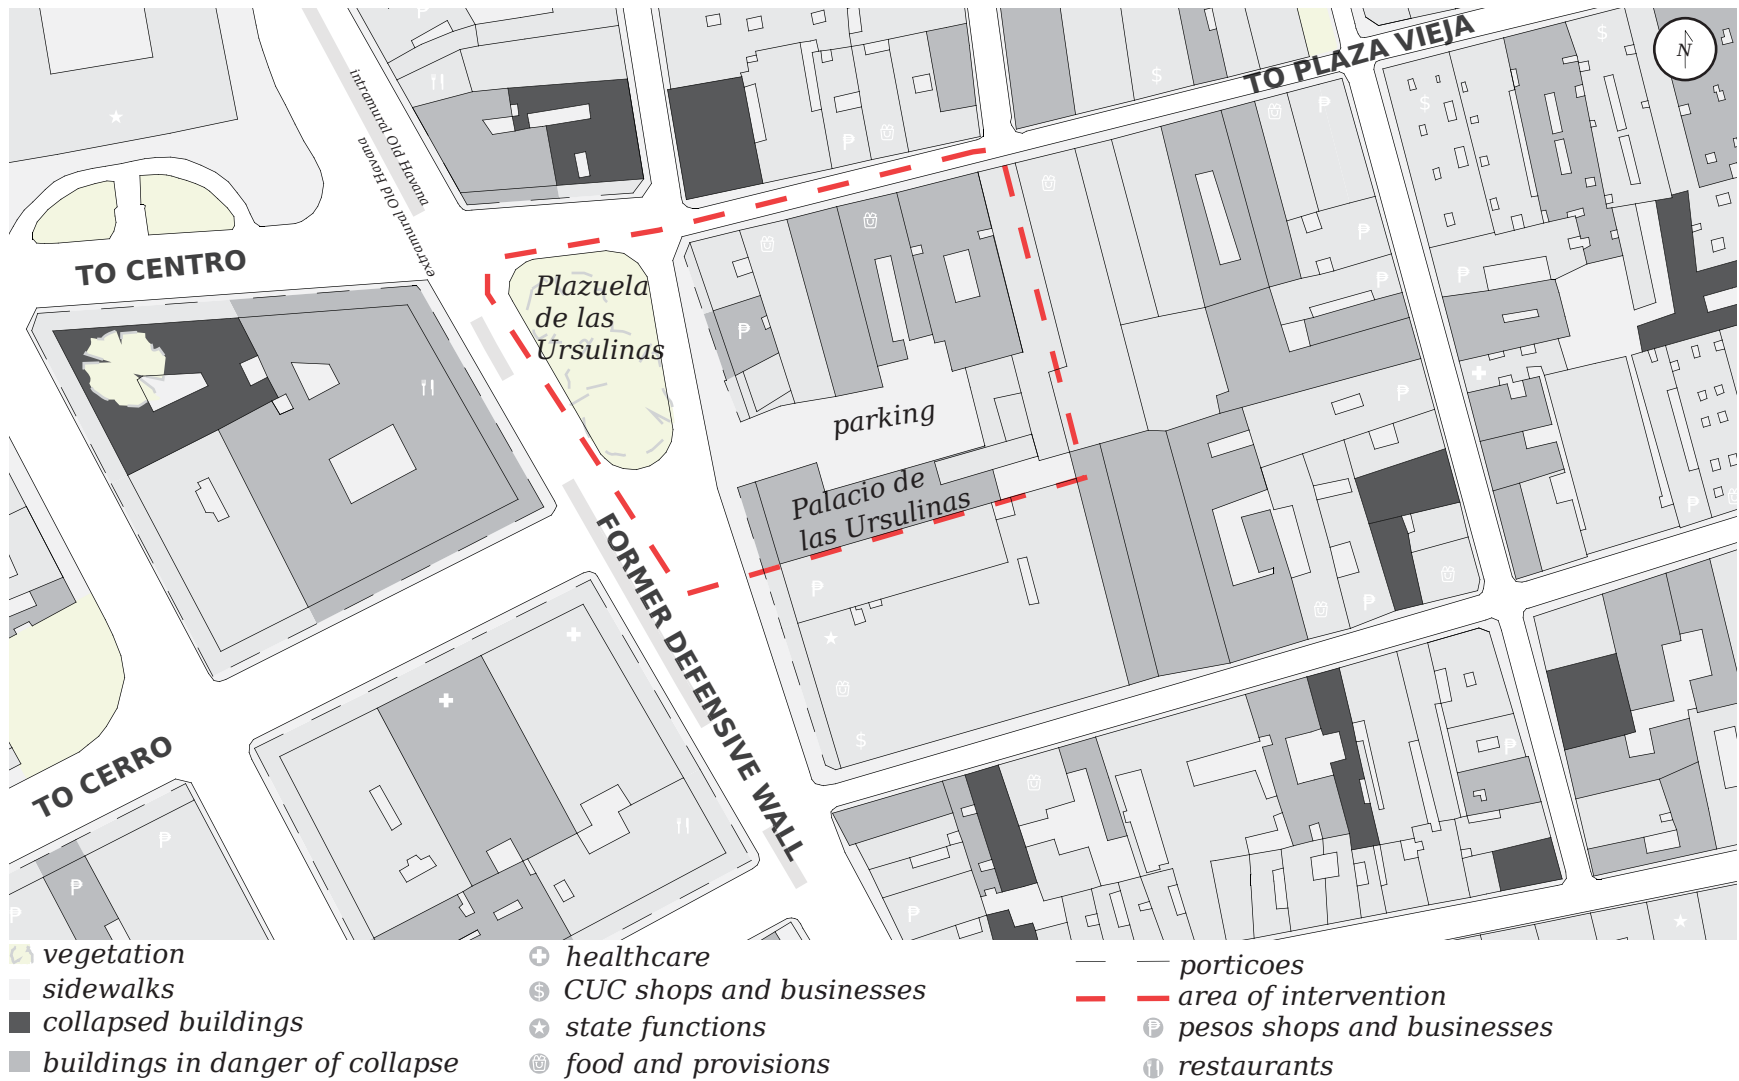 TO PLAZA VIEJA
N
intramural Old Havana
extramural Old Havana
TO CENTRO
Plazuela
de las
Ursulinas
parking
Palacio de
las Ursulinas
FORMER DEFENSIVE WALL
TO CERRO
vegetation
sidewalks
collapsed buildings
buildings in danger of collapse
healthcare
$ CUC shops and businesses
state functions
food and provisions
porticoes
area of intervention
₱ pesos shops and businesses
restaurants